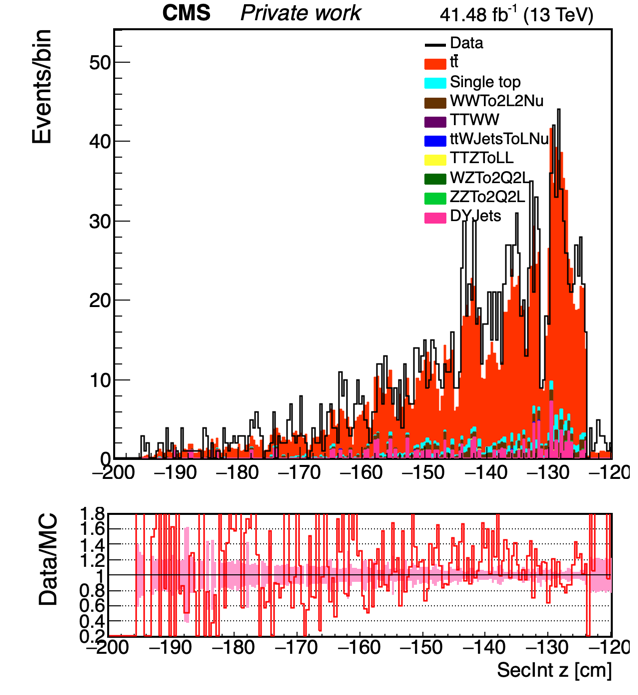 CMS Private work 41.48 fb⁻¹ (13 TeV)
Events/bin
50
40
30
20
10
0
Data
tt̄
Single top
WWTo2L2Nu
TTWW
ttWJetsToLNu
TTZToLL
WZTo2Q2L
ZZTo2Q2L
DYJets
−200 −190 −180 −170 −160 −150 −140 −130 −120
Data/MC
1.8
1.6
1.4
1.2
1
0.8
0.6
0.4
0.2
−200 −190 −180 −170 −160 −150 −140 −130 −120
SecInt z [cm]